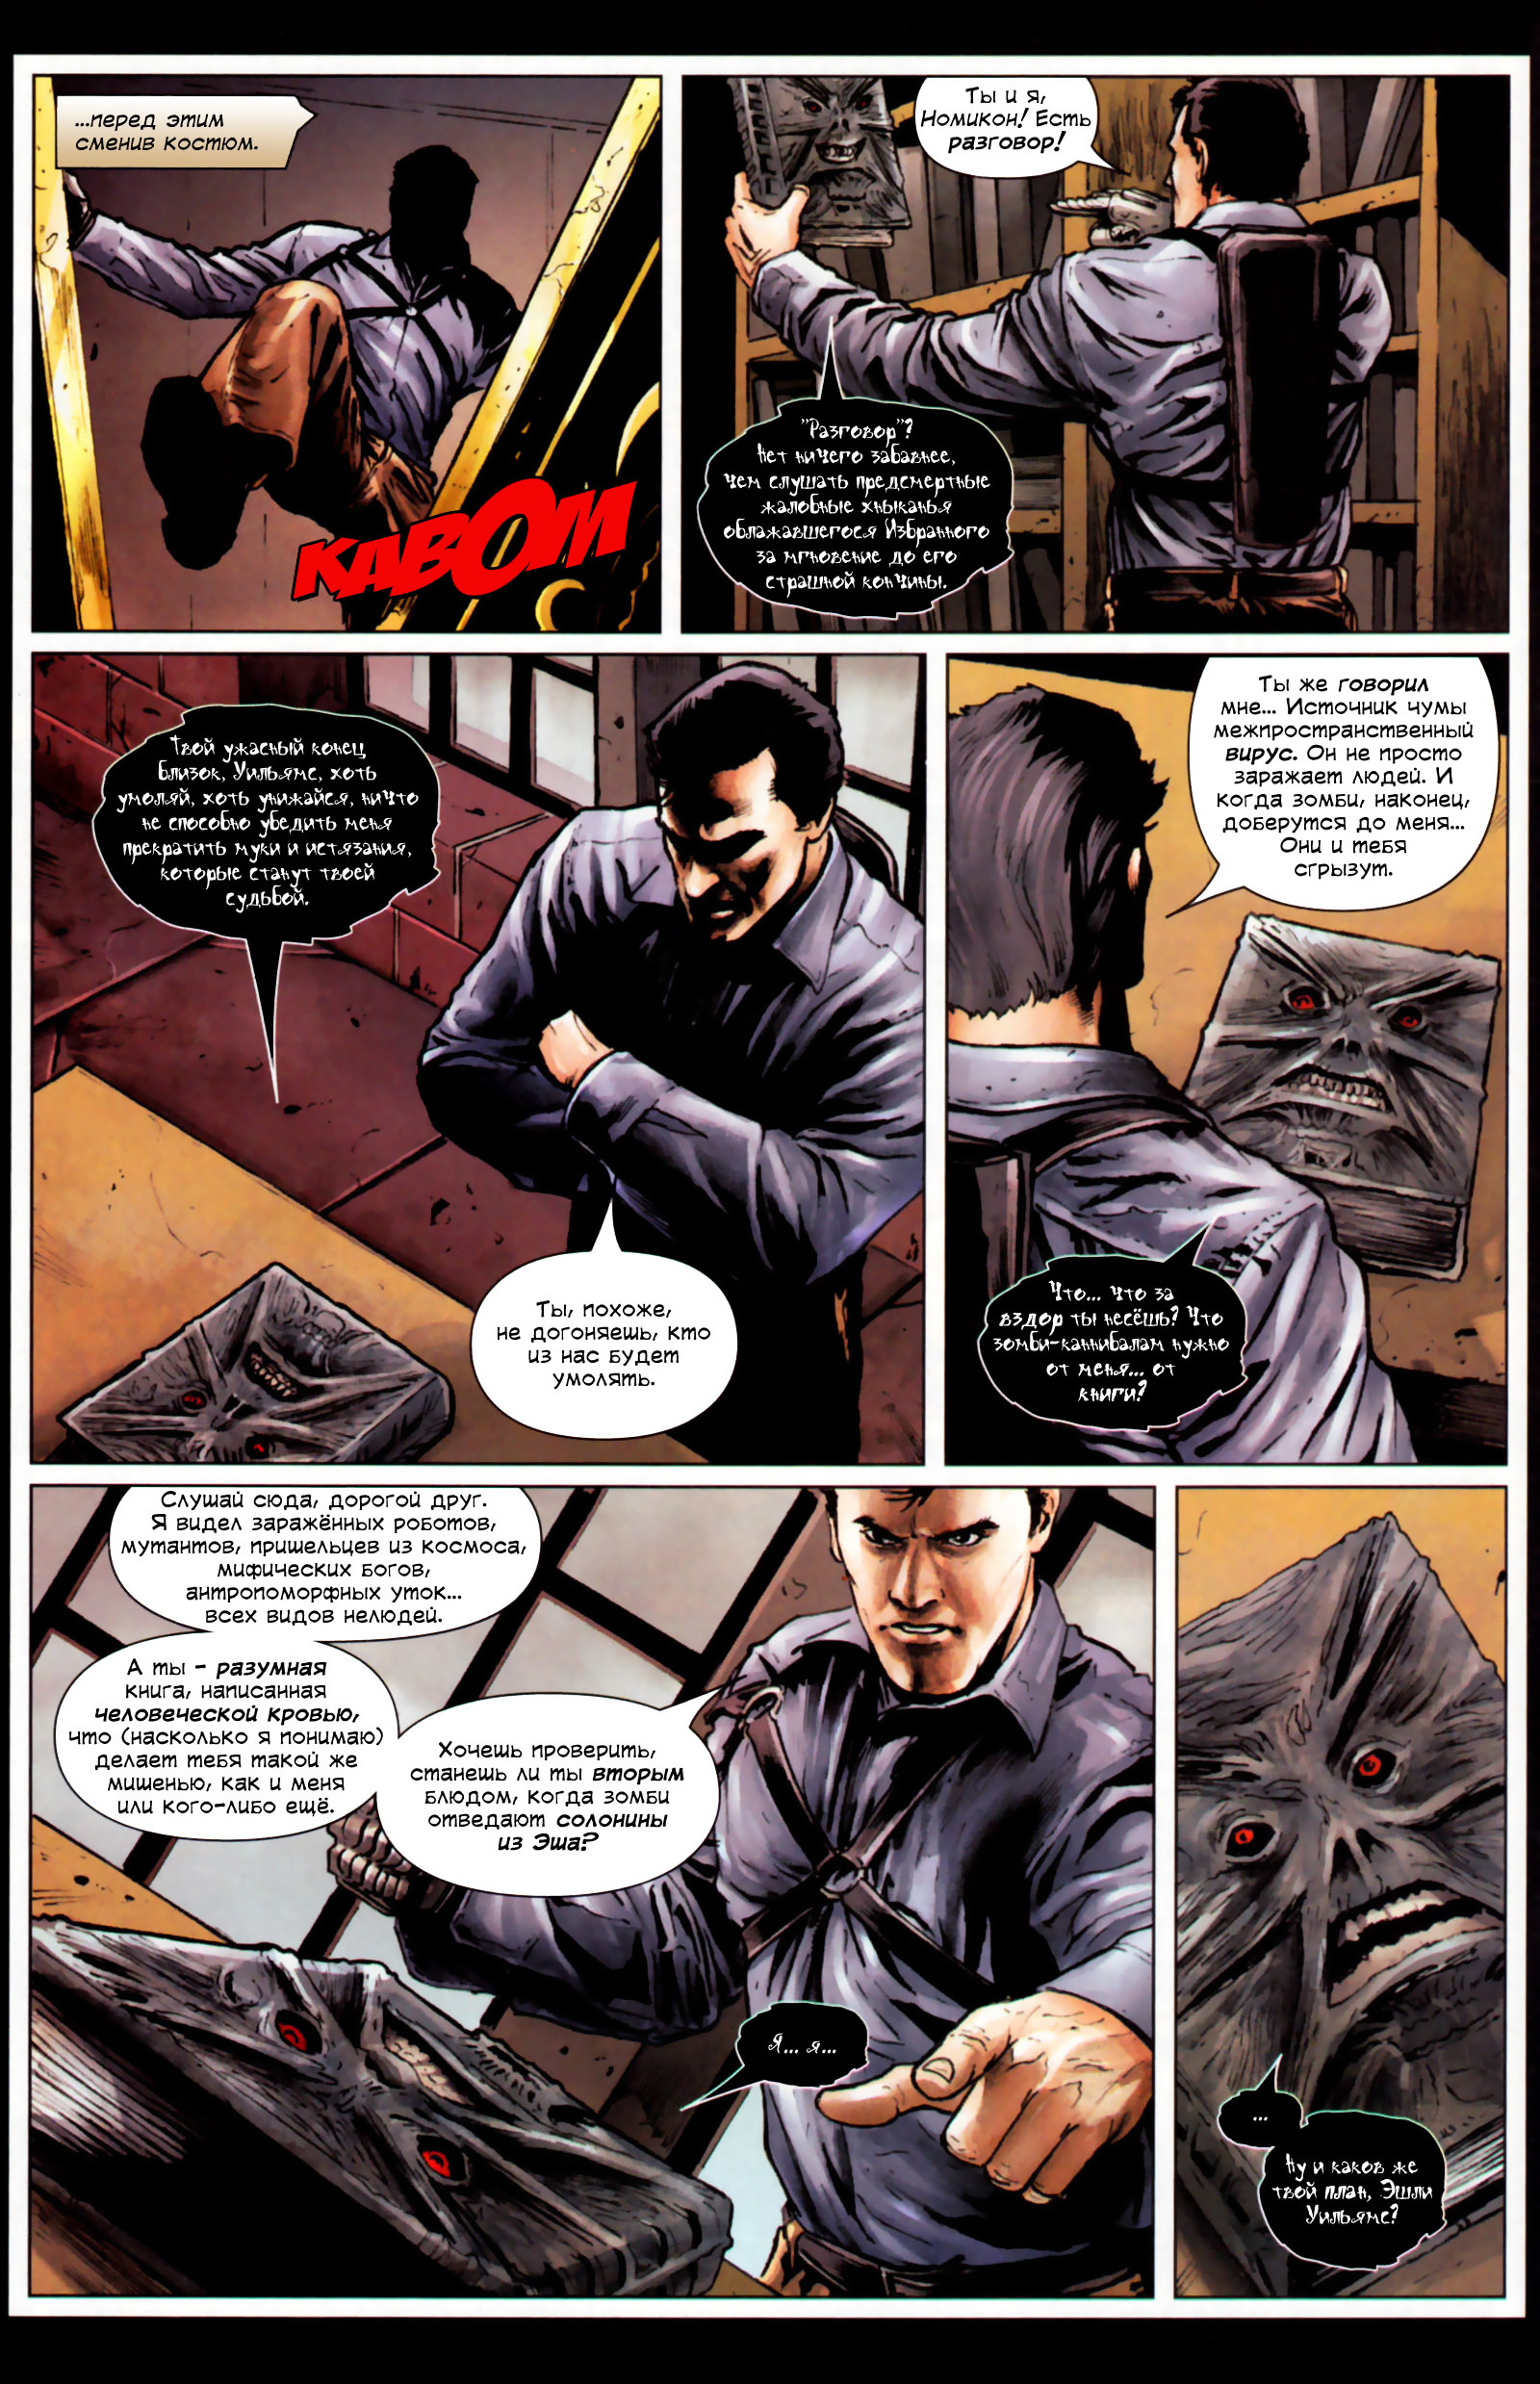 ...перед этим
сменив костюм.
KABOOM
Ты и я,
Номикон! Есть
разговор!
"Разговор"?
Нет ничего забавнее,
чем слушать предсмертные
жалобные хныканья
облажавшегося Избранного
за мгновение до его
страшной кончины.
Твой ужасный конец
близок, Уильямс, хоть
умоляй, хоть унижайся, ничто
не способно убедить меня
прекратить муки и истязания,
которые станут твоей
судьбой.
Ты, похоже,
не догоняешь, кто
из нас будет
умолять.
Ты же говорил
мне... Источник чумы
межпространственный
вирус. Он не просто
заражает людей. И
когда зомби, наконец,
доберутся до меня...
Они и тебя
сгрызут.
Что... что за
вздор ты несёшь? Что
зомби-каннибалам нужно
от меня... от
книги?
Слушай сюда, дорогой друг.
Я видел заражённых роботов,
мутантов, пришельцев из космоса,
мифических богов,
антропоморфных уток...
всех видов нелюдей.
А ты - разумная
книга, написанная
человеческой кровью,
что (насколько я понимаю)
делает тебя такой же
мишенью, как и меня
или кого-либо ещё.
Хочешь проверить,
станешь ли ты вторым
блюдом, когда зомби
отведают солонины
из Эша?
Я... я...
...
Ну и каков же
твой план, Эшли
Уильямс?